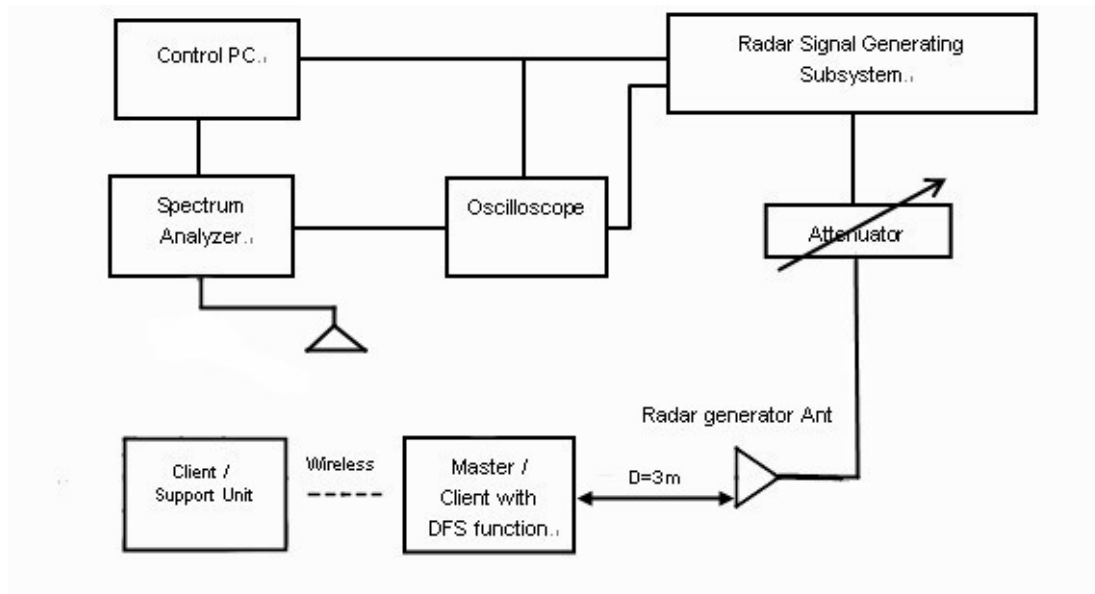 Control PC.
Radar Signal Generating
Subsystem.
Spectrum
Analyzer.
Oscilloscope
Attenuator
Radar generator Ant
Client /
Support Unit
Wireless
Master /
Client with
DFS function.
D=3m